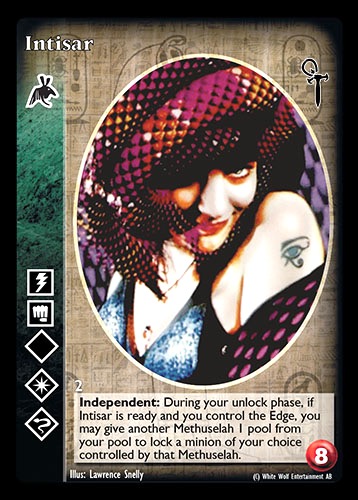 Intisar
2
Independent: During your unlock phase, if
Intisar is ready and you control the Edge, you
may give another Methuselah 1 pool from
your pool to lock a minion of your choice
controlled by that Methuselah.
8
Illus: Lawrence Snelly
(C) White Wolf Entertainment AB